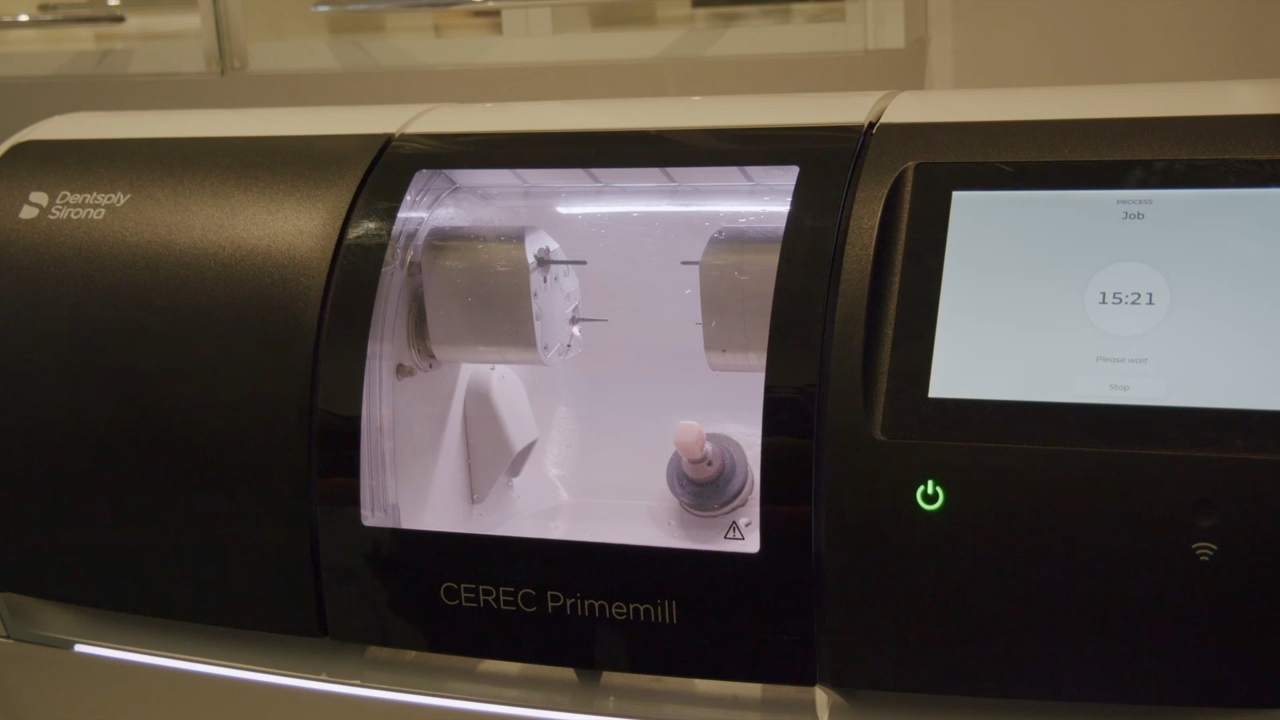 Dentsply
Sirona
PROCESS
Job
15:21
Please wait
Stop
CEREC Primemill